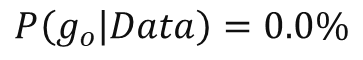 P(g_o|Data) = 0.0%